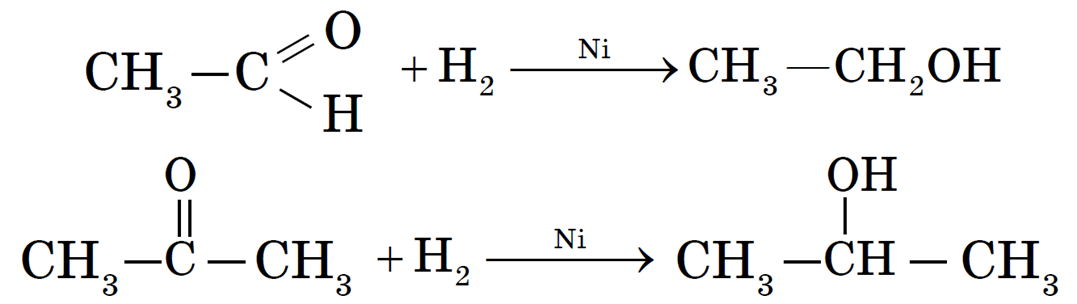 O
CH₃—C + H₂ Ni CH₃—CH₂OH
H
O OH
CH₃—C—CH₃ + H₂ Ni CH₃—CH—CH₃